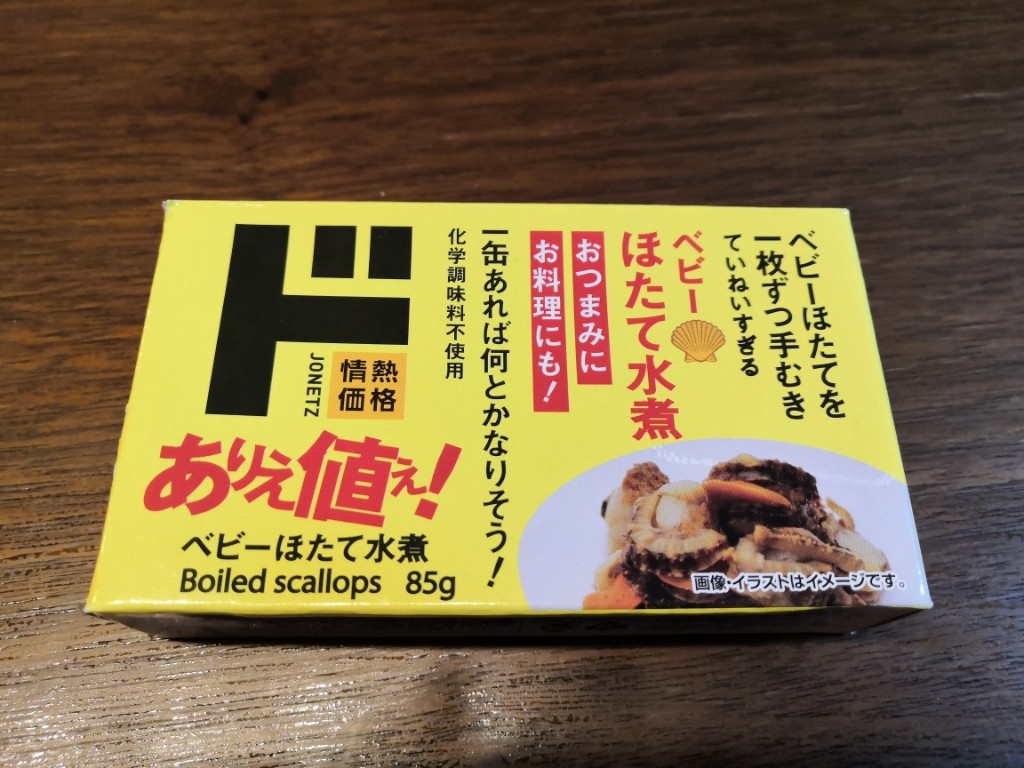 ベビーほたてを
一枚ずつ手むき
ていねいすぎる
ベビー
ほたて水煮
おつまみに
お料理にも!
一缶あれば何とかなりそう!
化学調味料不使用
ド
JONETZ
情熱
価格
ありえ値ぇ!
ベビーほたて水煮
Boiled scallops 85g
画像・イラストはイメージです。